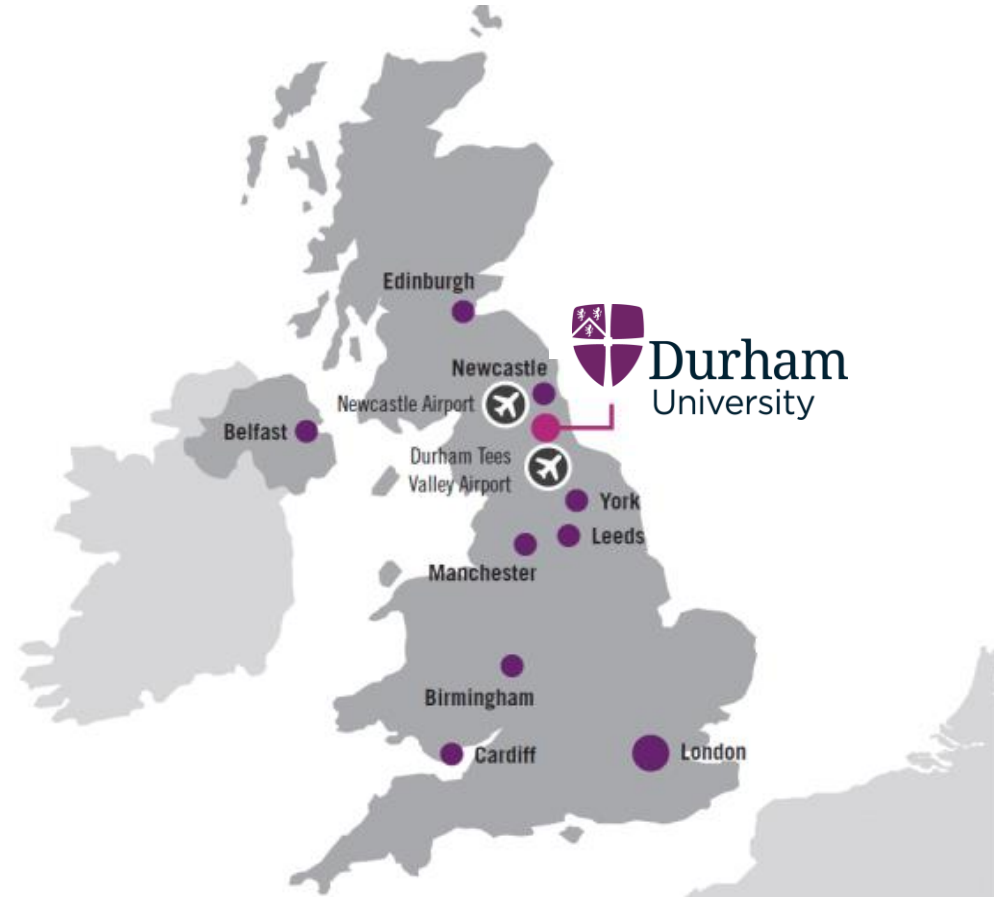 Edinburgh
Durham
University
Newcastle
Newcastle Airport
Belfast
Durham Tees
Valley Airport
York
Leeds
Manchester
Birmingham
Cardiff
London